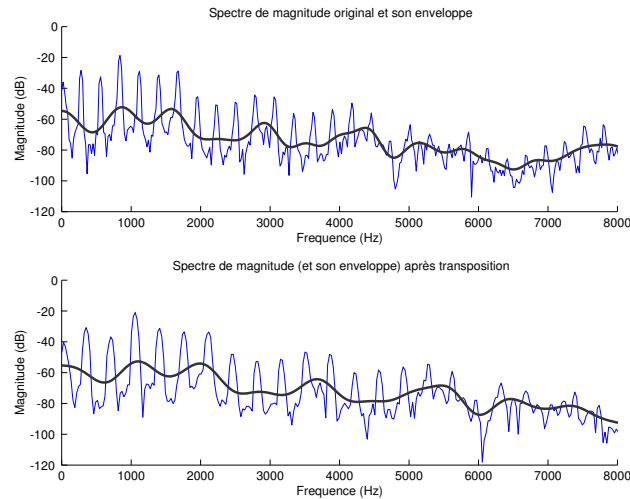 Spectre de magnitude original et son enveloppe
0
-20
-40
-60
-80
-100
-120
Magnitude (dB)
0 1000 2000 3000 4000 5000 6000 7000 8000
Frequence (Hz)
Spectre de magnitude (et son enveloppe) après transposition
0
-20
-40
-60
-80
-100
-120
Magnitude (dB)
0 1000 2000 3000 4000 5000 6000 7000 8000
Frequence (Hz)